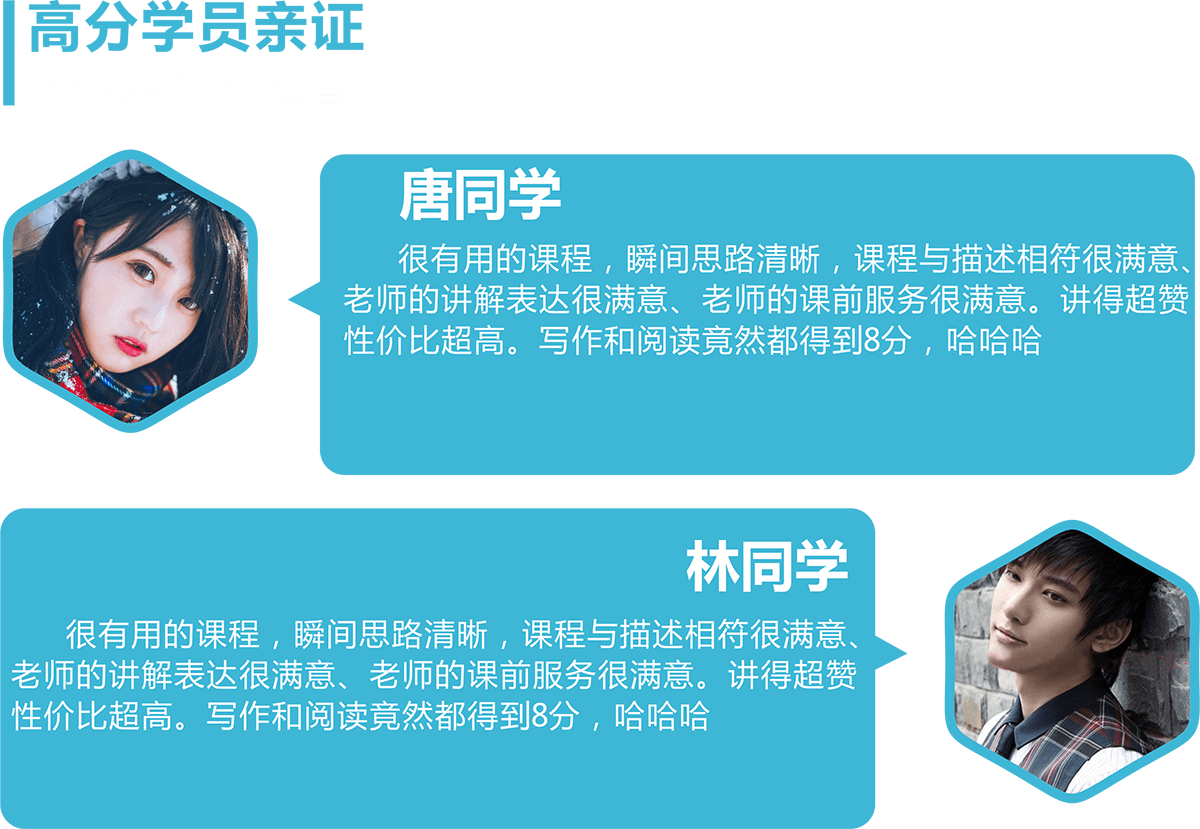 高分学员亲证
唐同学
很有用的课程，瞬间思路清晰，课程与描述相符很满意、
老师的讲解表达很满意、老师的课前服务很满意。讲得超赞
性价比超高。写作和阅读竟然都得到8分，哈哈哈
林同学
很有用的课程，瞬间思路清晰，课程与描述相符很满意、
老师的讲解表达很满意、老师的课前服务很满意。讲得超赞
性价比超高。写作和阅读竟然都得到8分，哈哈哈